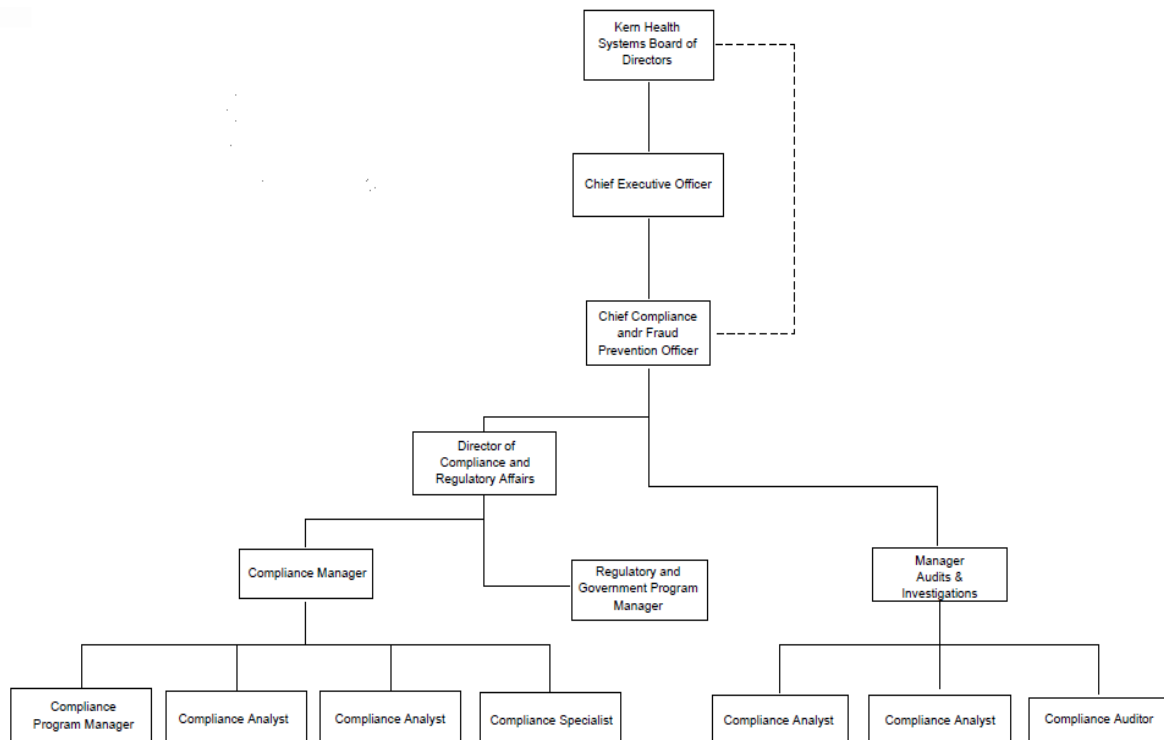 Kern Health
Systems Board of
Directors
Chief Executive Officer
Chief Compliance
andr Fraud
Prevention Officer
Director of
Compliance and
Regulatory Affairs
Compliance Manager
Regulatory and
Government Program
Manager
Manager
Audits &
Investigations
Compliance
Program Manager
Compliance Analyst
Compliance Analyst
Compliance Specialist
Compliance Analyst
Compliance Analyst
Compliance Auditor